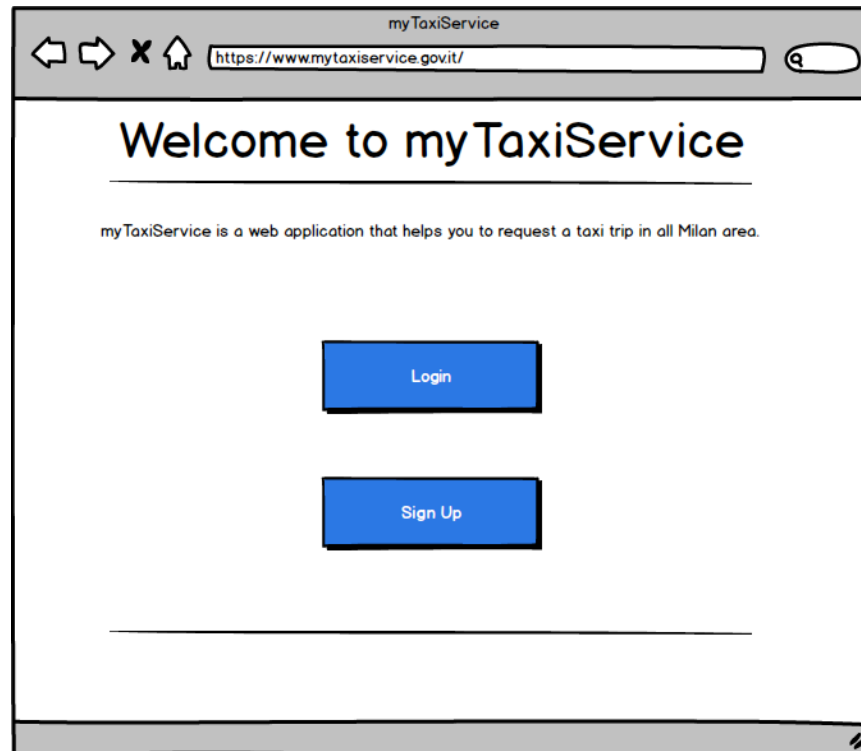 myTaxiService
https://www.mytaxiservice.gov.it/
Welcome to myTaxiService
myTaxiService is a web application that helps you to request a taxi trip in all Milan area.
Login
Sign Up